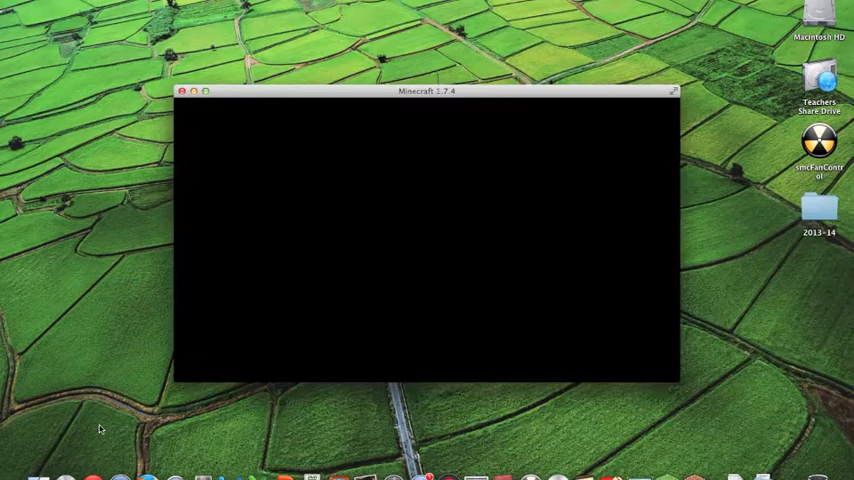 Minecraft 1.7.4
Macintosh HD
Teachers
Share Drive
smcFanContr
ol
2013-14